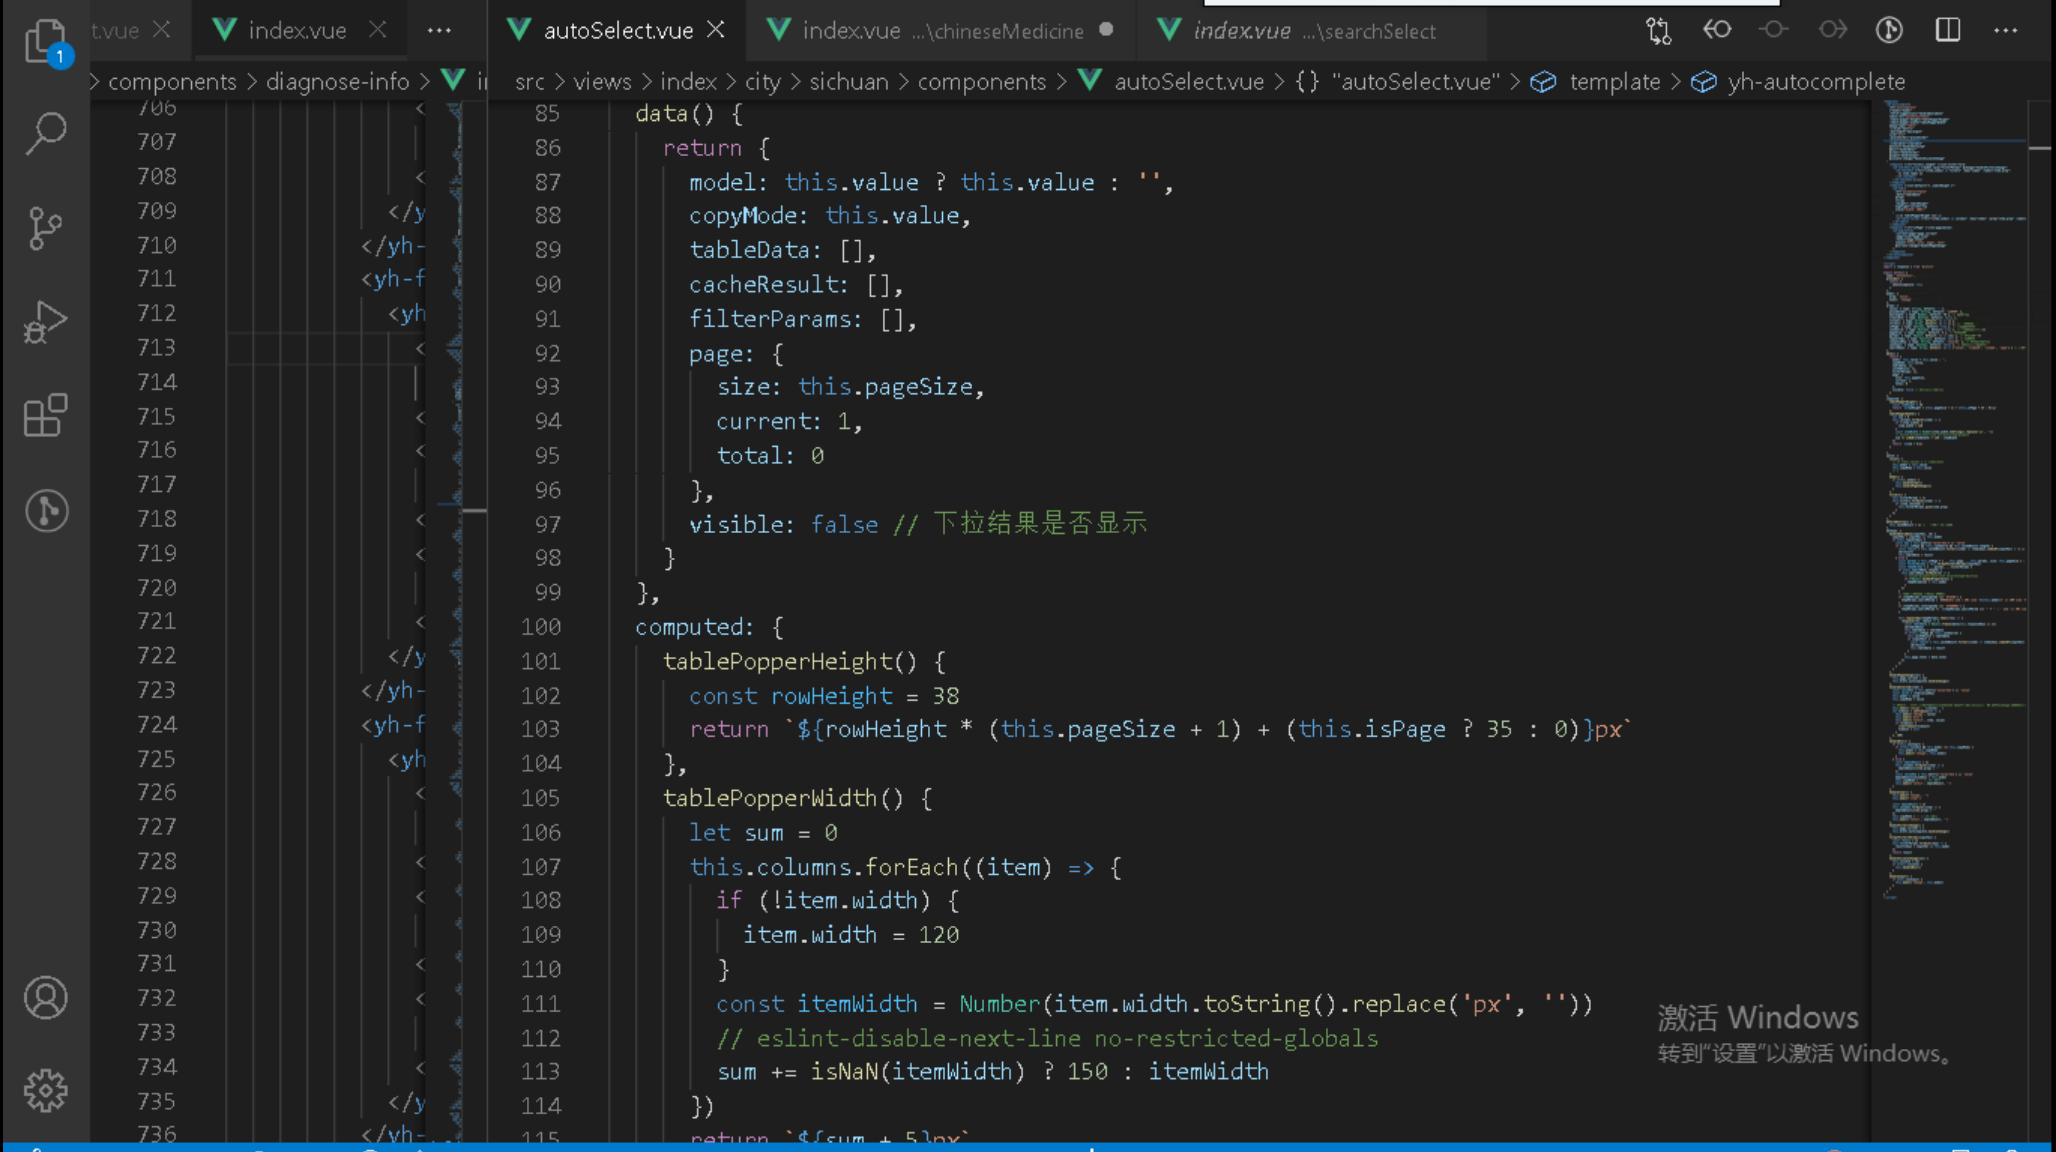 t.vue
index.vue
autoSelect.vue
index.vue ...\chineseMedicine
index.vue ...\searchSelect
1
> components > diagnose-info >
src > views > index > city > sichuan > components > autoSelect.vue > {} "autoSelect.vue" > template > yh-autocomplete
706 <
707
708 <
709 </y
710 </yh-
711 <yh-f
712 <yh
713 <
714
715 <
716 <
717
718 <
719 <
720
721 <
722 </y
723 </yh-
724 <yh-f
725 <yh
726 <
727
728 <
729 <
730
731 <
732 <
733
734 <
735 </y
736 </yh-
85 data() {
86 return {
87 model: this.value ? this.value : '',
88 copyMode: this.value,
89 tableData: [],
90 cacheResult: [],
91 filterParams: [],
92 page: {
93 size: this.pageSize,
94 current: 1,
95 total: 0
96 },
97 visible: false // 下拉结果是否显示
98 }
99 },
100 computed: {
101 tablePopperHeight() {
102 const rowHeight = 38
103 return `${rowHeight * (this.pageSize + 1) + (this.isPage ? 35 : 0)}px`
104 },
105 tablePopperWidth() {
106 let sum = 0
107 this.columns.forEach((item) => {
108 if (!item.width) {
109 item.width = 120
110 }
111 const itemWidth = Number(item.width.toString().replace('px', ''))
112 // eslint-disable-next-line no-restricted-globals
113 sum += isNaN(itemWidth) ? 150 : itemWidth
114 })
115 return `${sum + 5}px`
激活 Windows
转到“设置”以激活 Windows。